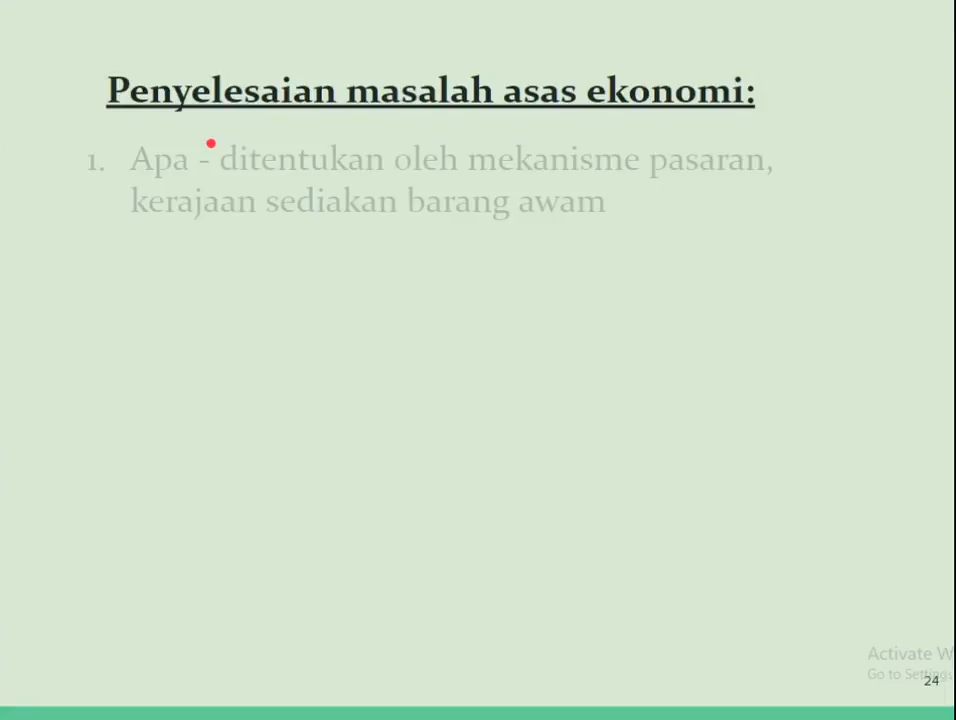 Penyelesaian masalah asas ekonomi:
1. Apa - ditentukan oleh mekanisme pasaran,
kerajaan sediakan barang awam
Activate W
Go to Settings
24